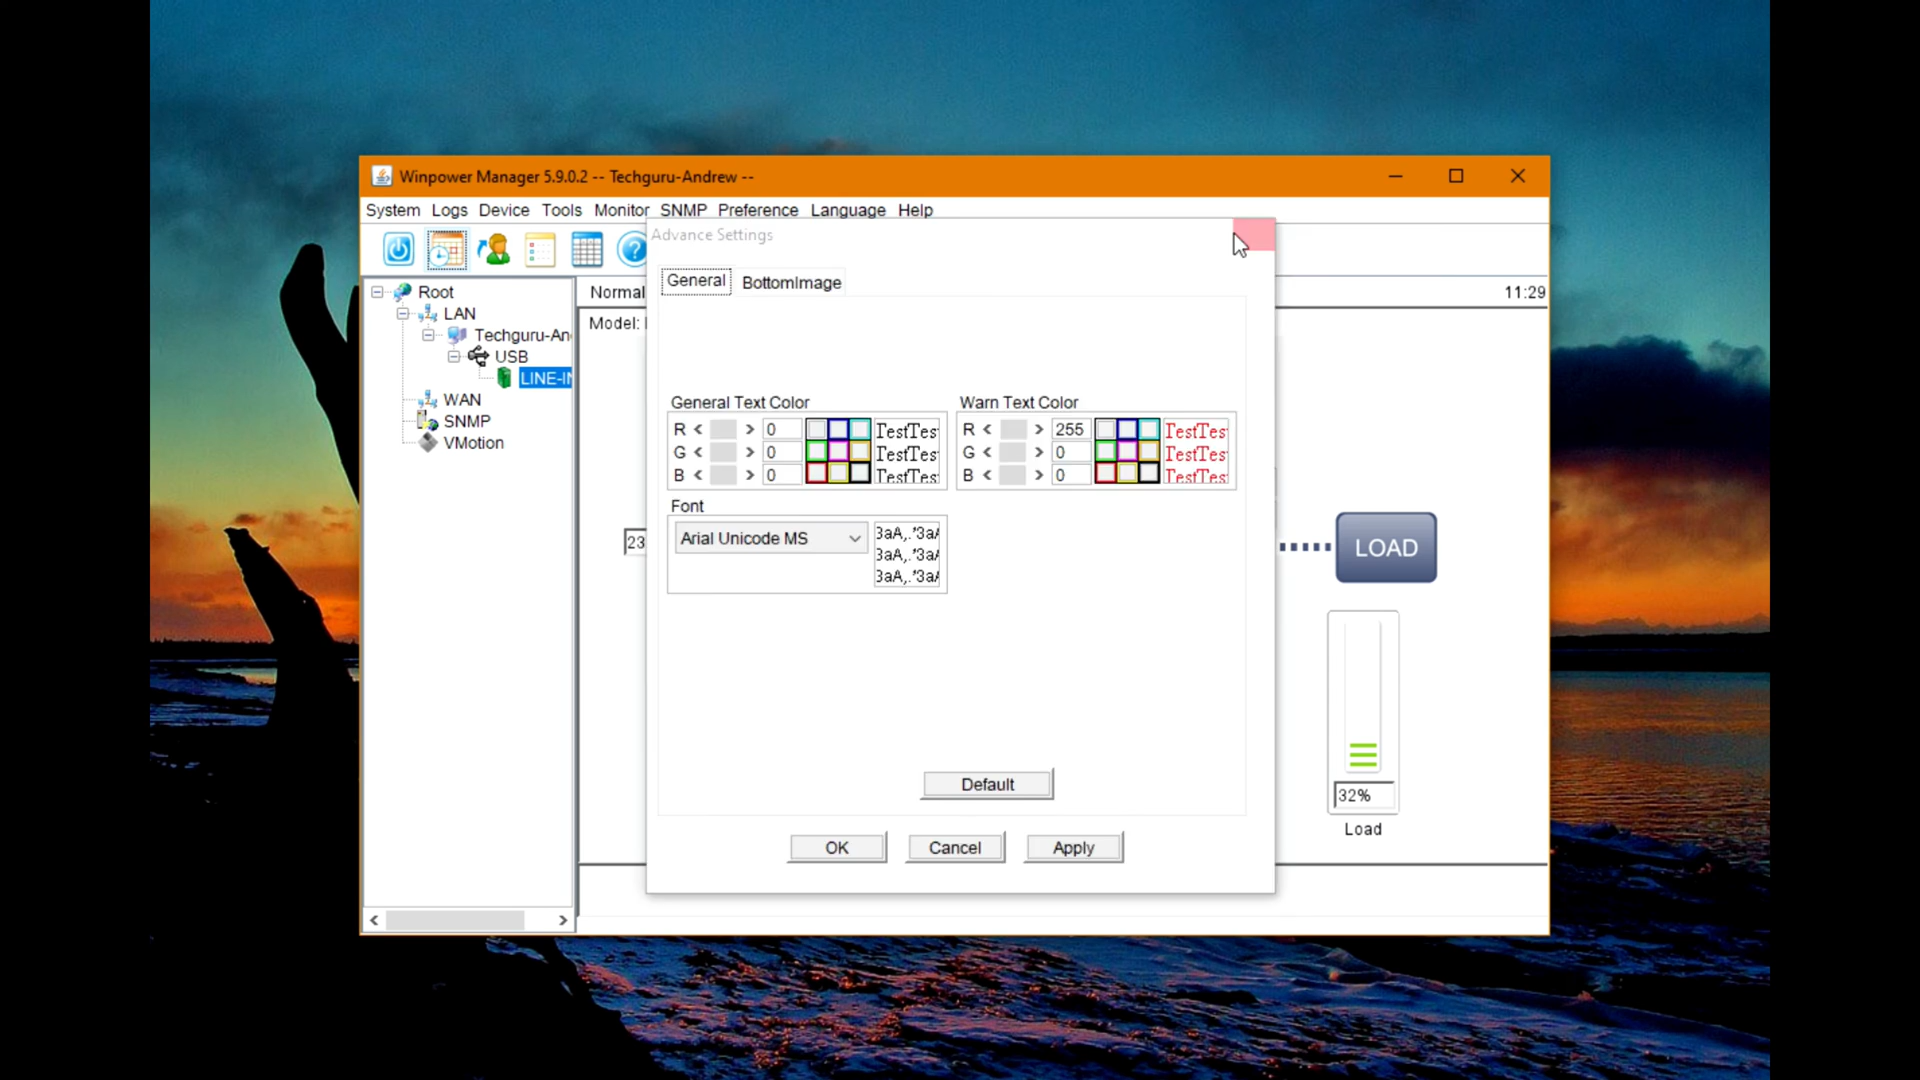 Winpower Manager 5.9.0.2 -- Techguru-Andrew --
System Logs Device Tools Monitor SNMP Preference Language Help
Advance Settings
General BottomImage
Root
LAN
Techguru-An
USB
LINE-IN
WAN
SNMP
VMotion
Normal
11:29
Model:
General Text Color
R < > 0
G < > 0
B < > 0
TestTes
TestTes
TestTes
Warn Text Color
R < > 255
G < > 0
B < > 0
TestTes
TestTes
TestTes
Font
Arial Unicode MS
3aA,.'3aA
3aA,.'3aA
3aA,.'3aA
23
LOAD
32%
Load
Default
OK Cancel Apply